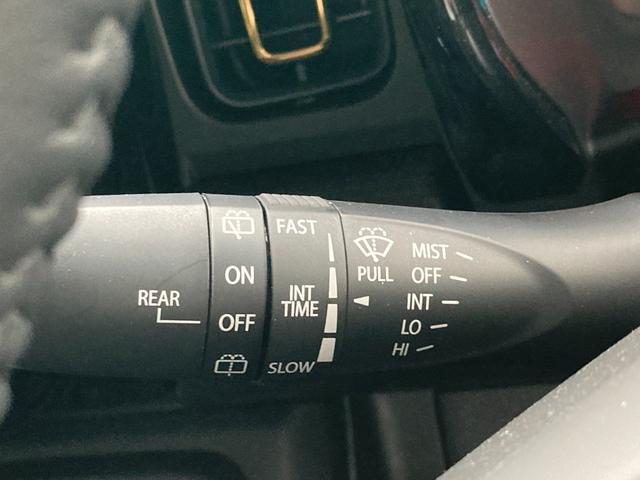 REAR
ON
OFF
FAST
INT
TIME
SLOW
PULL
MIST
OFF
INT
LO
HI